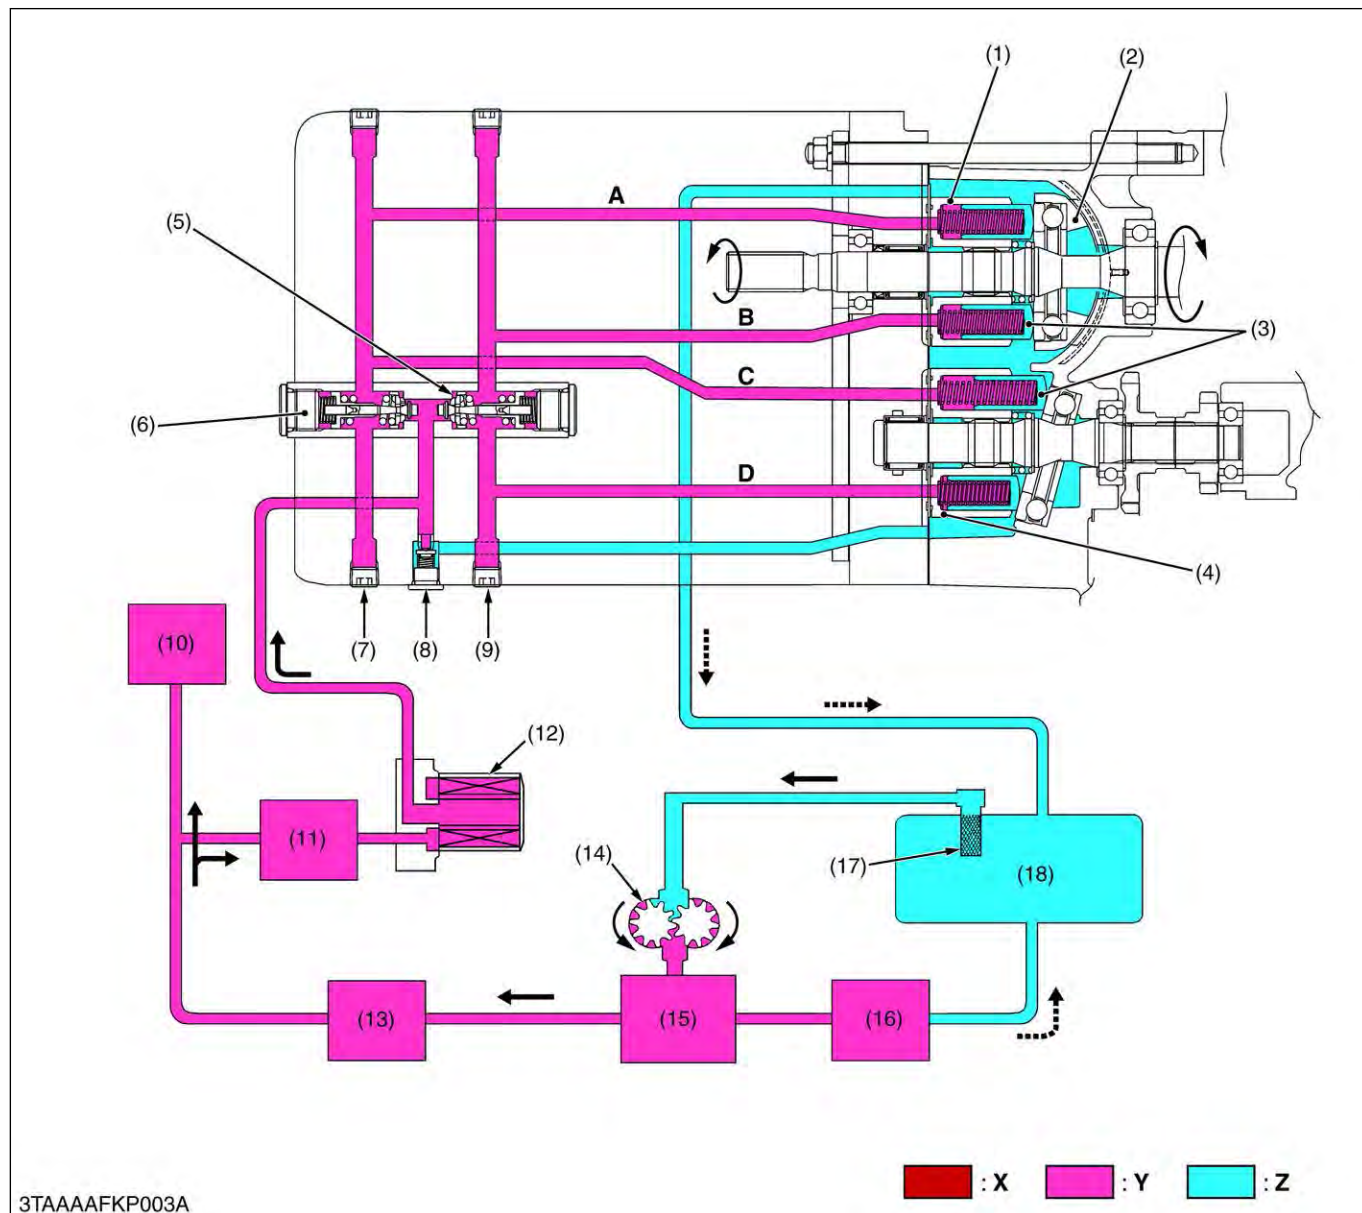 (1)
(2)
A
(5)
B
(3)
C
(6)
D
(4)
(7)
(8)
(9)
(10)
(12)
(11)
(14)
(17)
(18)
(13)
(15)
(16)
: X
: Y
: Z
3TAAAAFKP003A